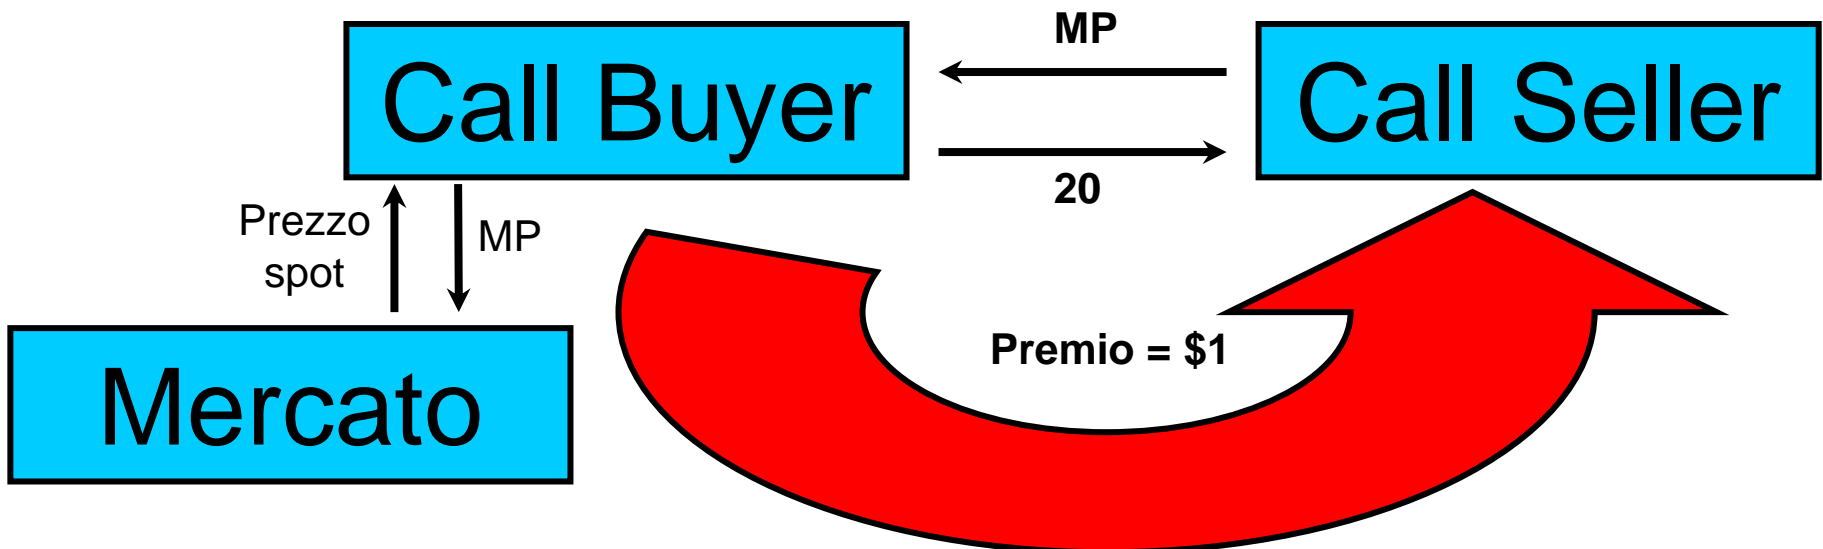 MP
Call Buyer
Call Seller
20
Prezzo
spot
MP
Premio = $1
Mercato